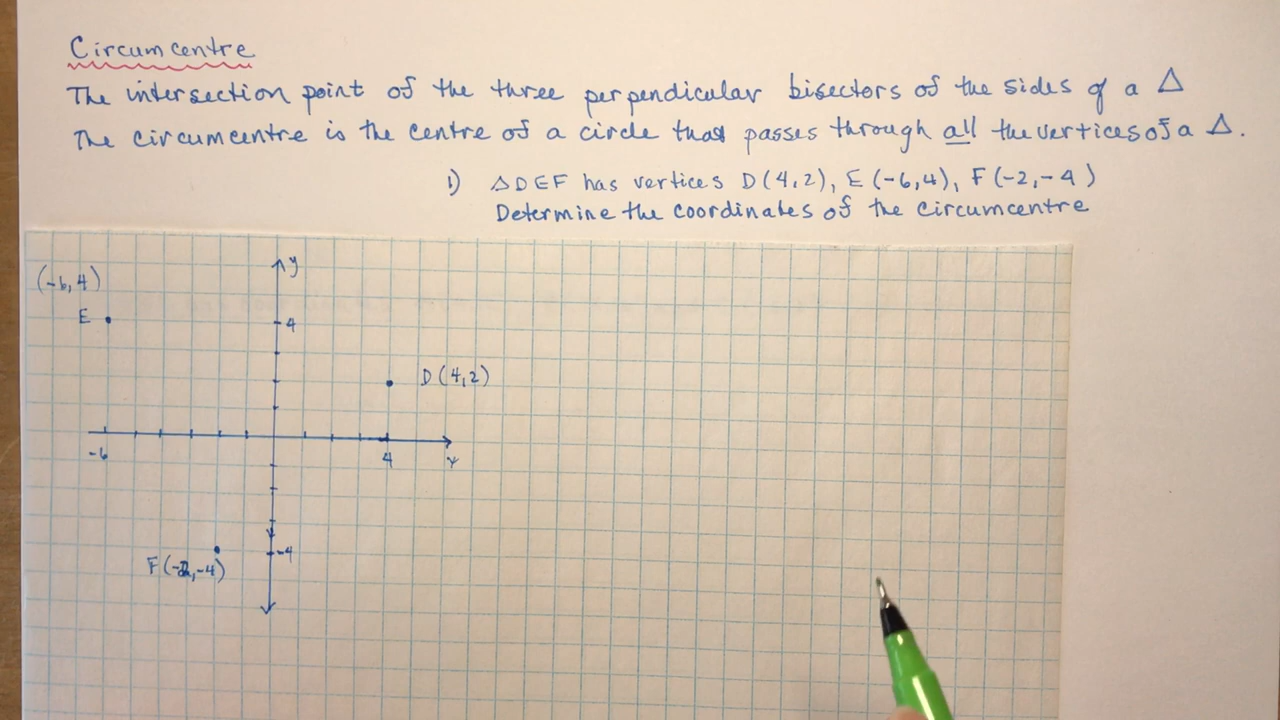 Circumcentre
The intersection point of the three perpendicular bisectors of the sides of a △
The circumcentre is the centre of a circle that passes through all the vertices of a △.
1) △DEF has vertices D(4,2), E(-6,4), F(-2,-4)
Determine the coordinates of the circumcentre
y
(-6,4)
E
4
D(4,2)
-6
4
-4
F(-2,-4)